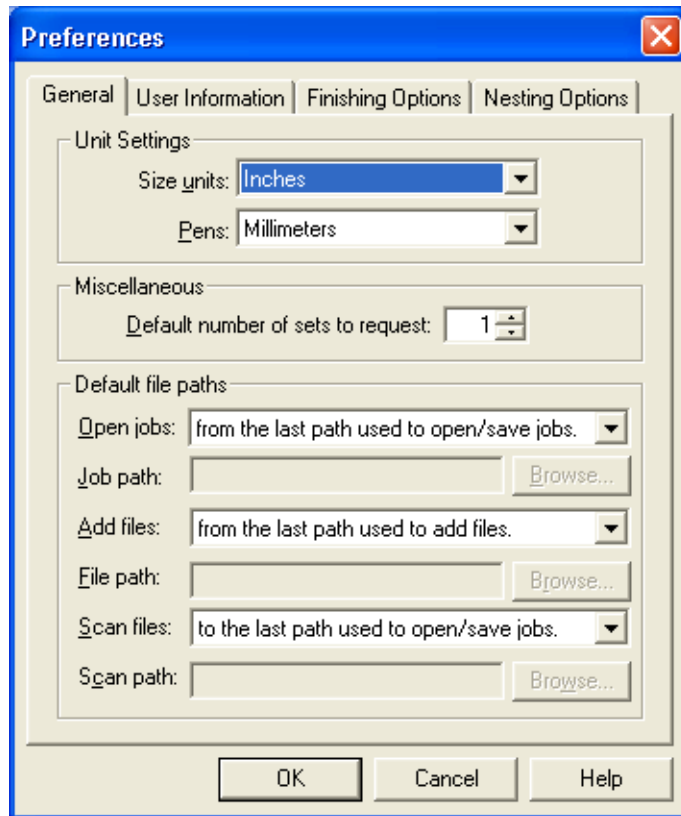 Preferences
General User Information Finishing Options Nesting Options
Unit Settings
Size units: Inches
Pens: Millimeters
Miscellaneous
Default number of sets to request: 1
Default file paths
Open jobs: from the last path used to open/save jobs.
Job path: Browse...
Add files: from the last path used to add files.
File path: Browse...
Scan files: to the last path used to open/save jobs.
Scan path: Browse...
OK Cancel Help